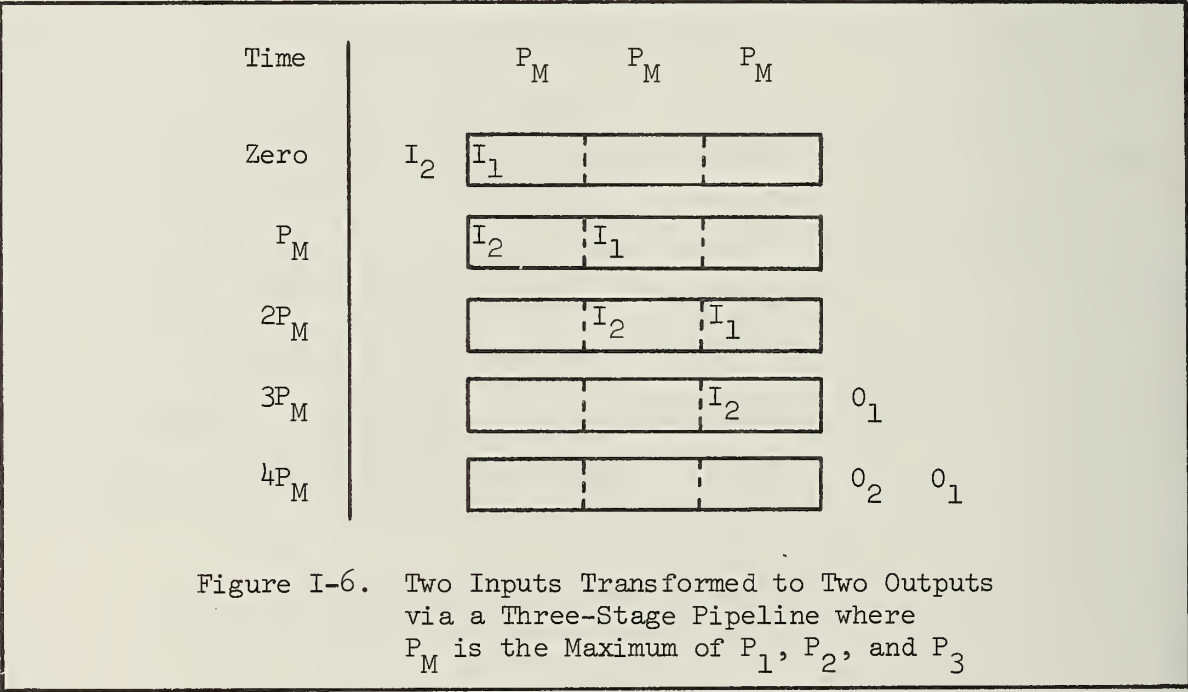 Time P_M P_M P_M
Zero I_2 I_1
P_M I_2 I_1
2P_M I_2 I_1
3P_M I_2 O_1
4P_M O_2 O_1
Figure I-6. Two Inputs Transformed to Two Outputs
via a Three-Stage Pipeline where
P_M is the Maximum of P_1, P_2, and P_3